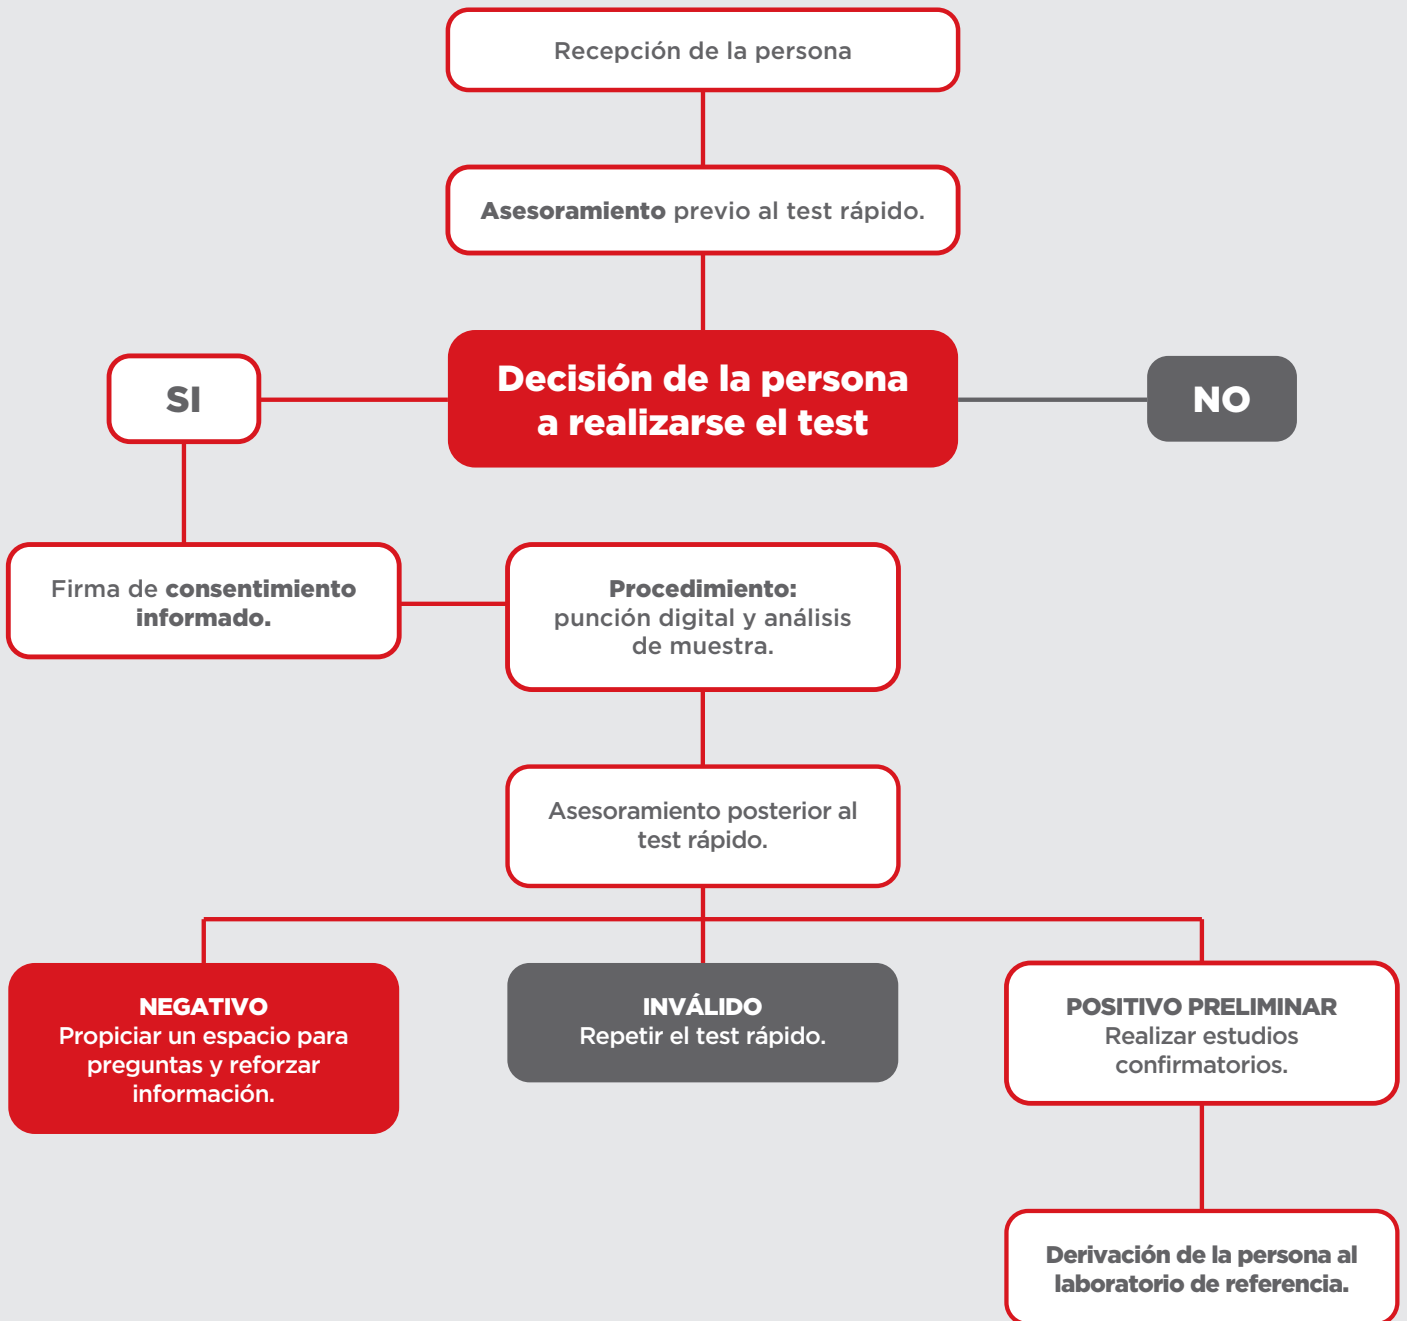 Recepción de la persona
Asesoramiento previo al test rápido.
SI
Decisión de la persona
a realizarse el test
NO
Firma de consentimiento
informado.
Procedimiento:
punción digital y análisis
de muestra.
Asesoramiento posterior al
test rápido.
NEGATIVO
Propiciar un espacio para
preguntas y reforzar
información.
INVÁLIDO
Repetir el test rápido.
POSITIVO PRELIMINAR
Realizar estudios
confirmatorios.
Derivación de la persona al
laboratorio de referencia.